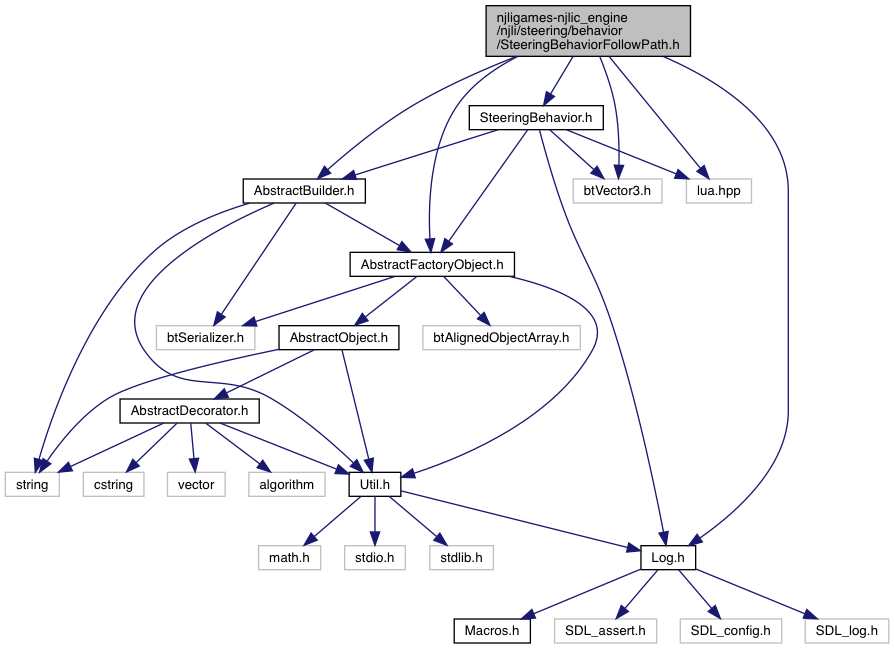 njligames-njlic_engine
/njli/steering/behavior
/SteeringBehaviorFollowPath.h
SteeringBehavior.h
AbstractBuilder.h
btVector3.h
lua.hpp
AbstractFactoryObject.h
btSerializer.h
AbstractObject.h
btAlignedObjectArray.h
AbstractDecorator.h
string
cstring
vector
algorithm
Util.h
math.h
stdio.h
stdlib.h
Log.h
Macros.h
SDL_assert.h
SDL_config.h
SDL_log.h